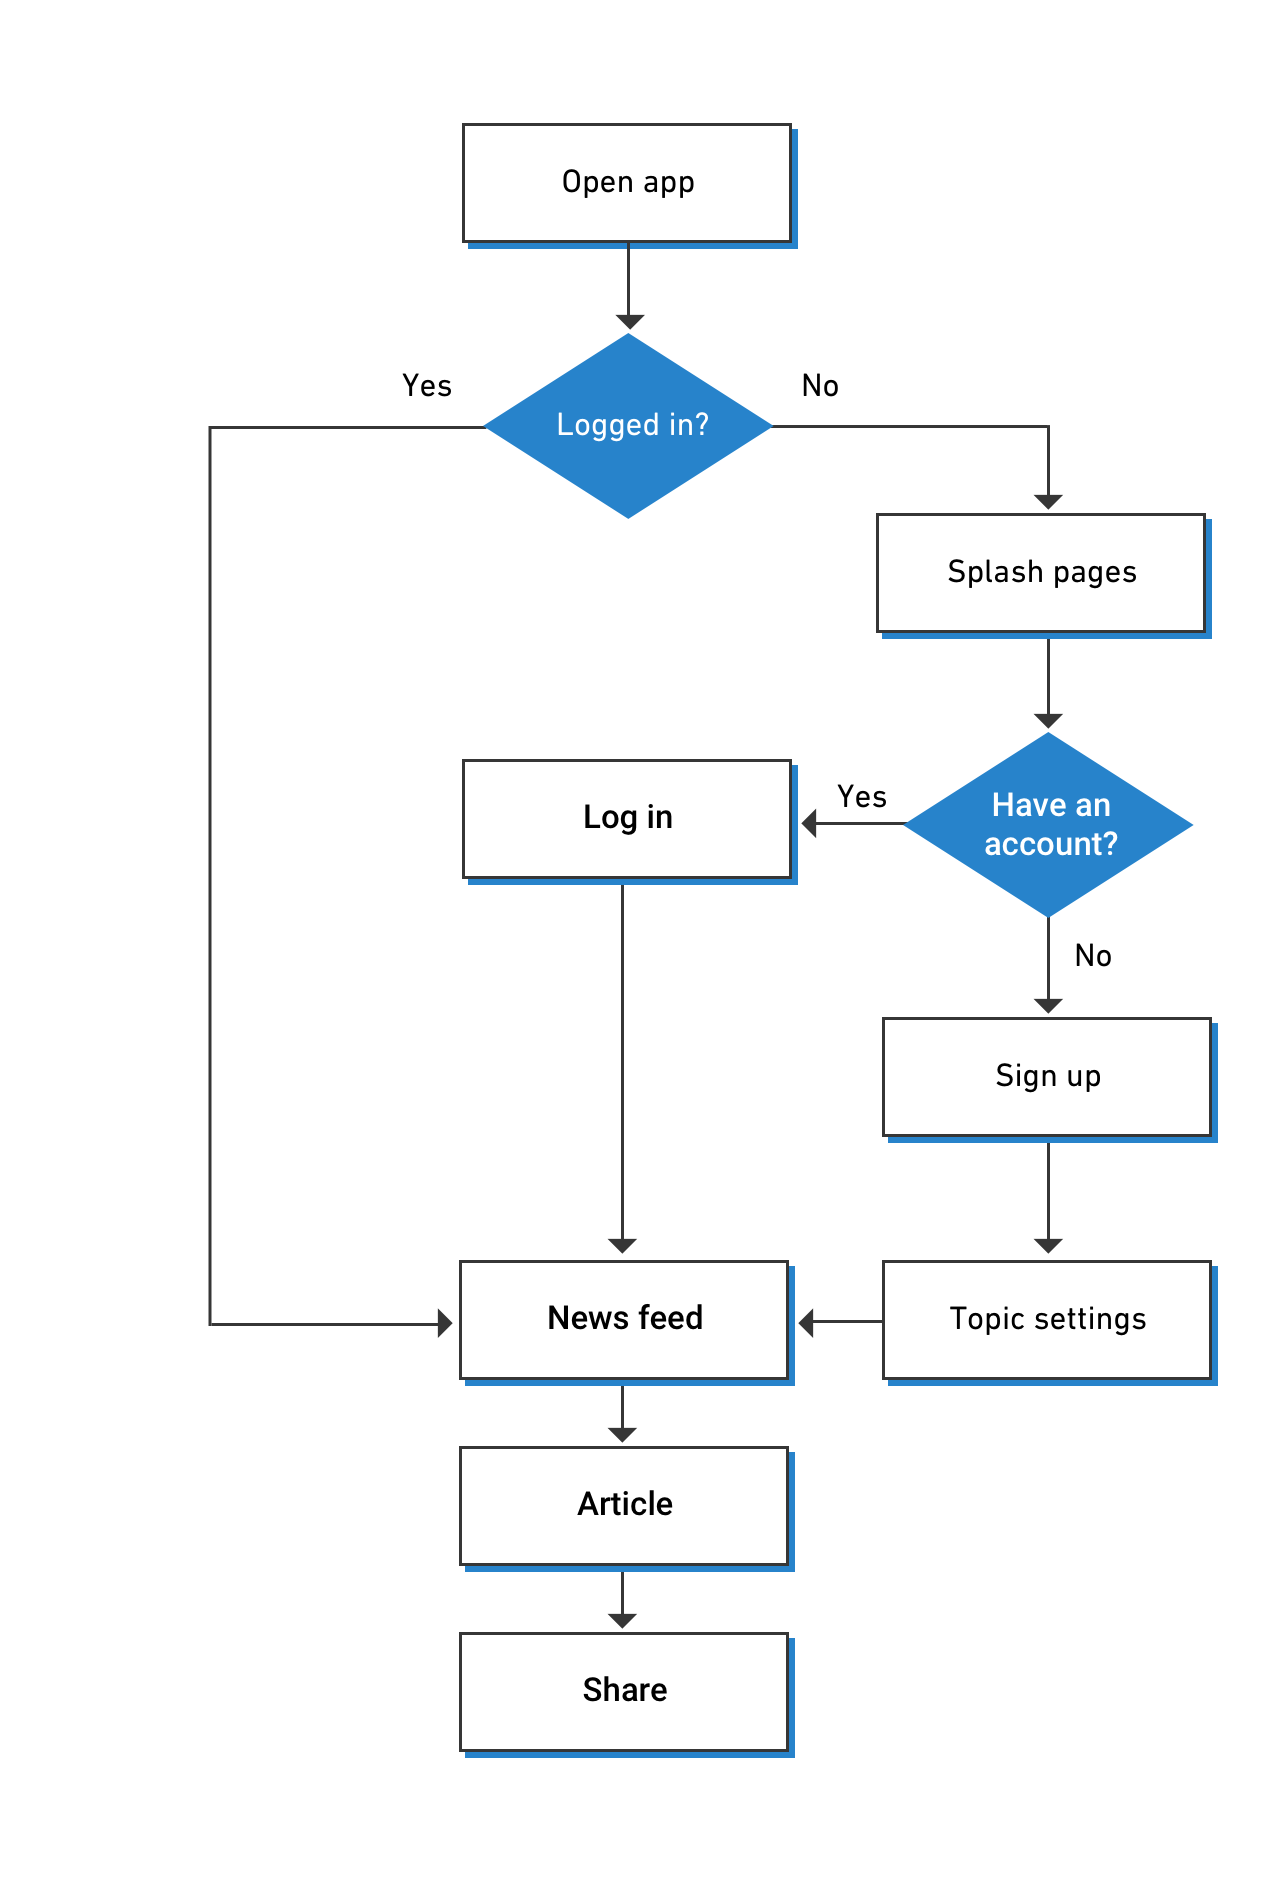 Open app
Yes
No
Logged in?
Splash pages
Yes
Have an
account?
Log in
No
Sign up
News feed
Topic settings
Article
Share